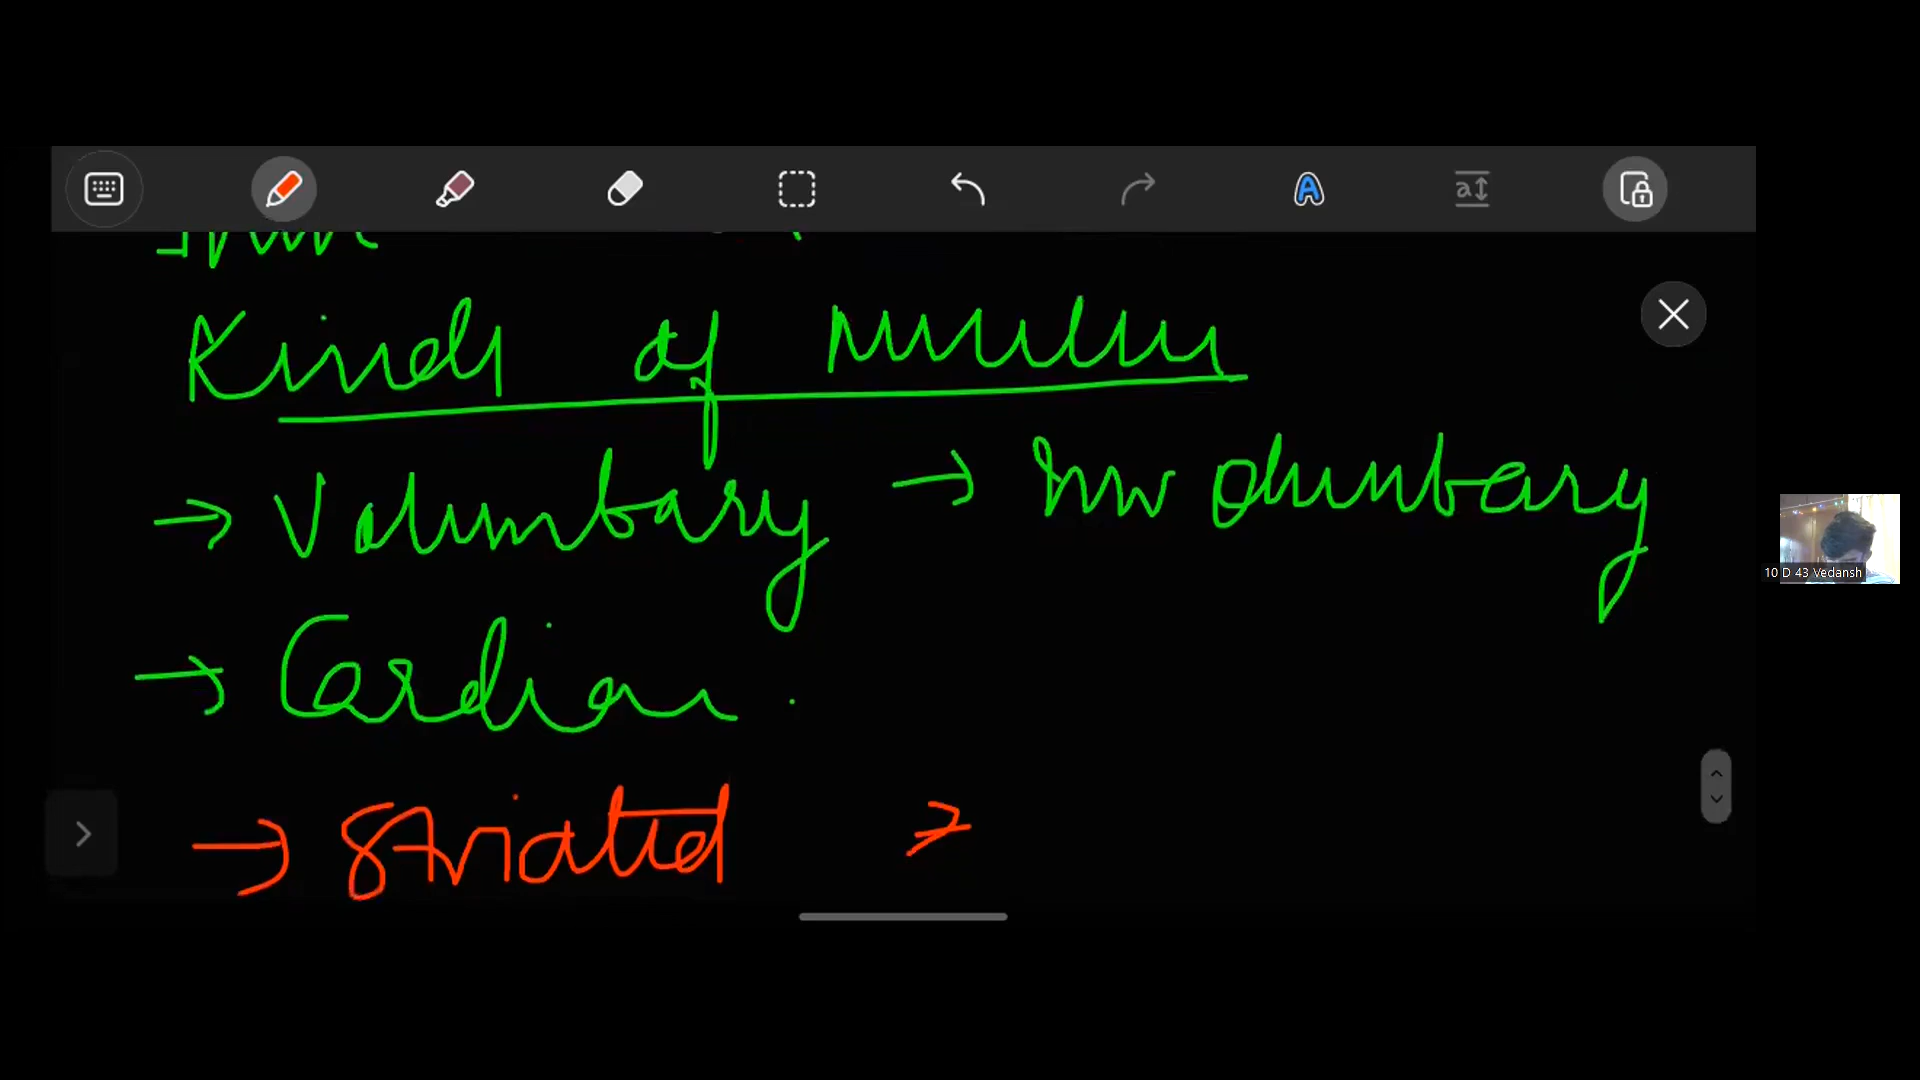 Kinds of muscles
→ Voluntary → Involuntary
→ Cardiac.
→ Striated →
10 D 43 Vedansh